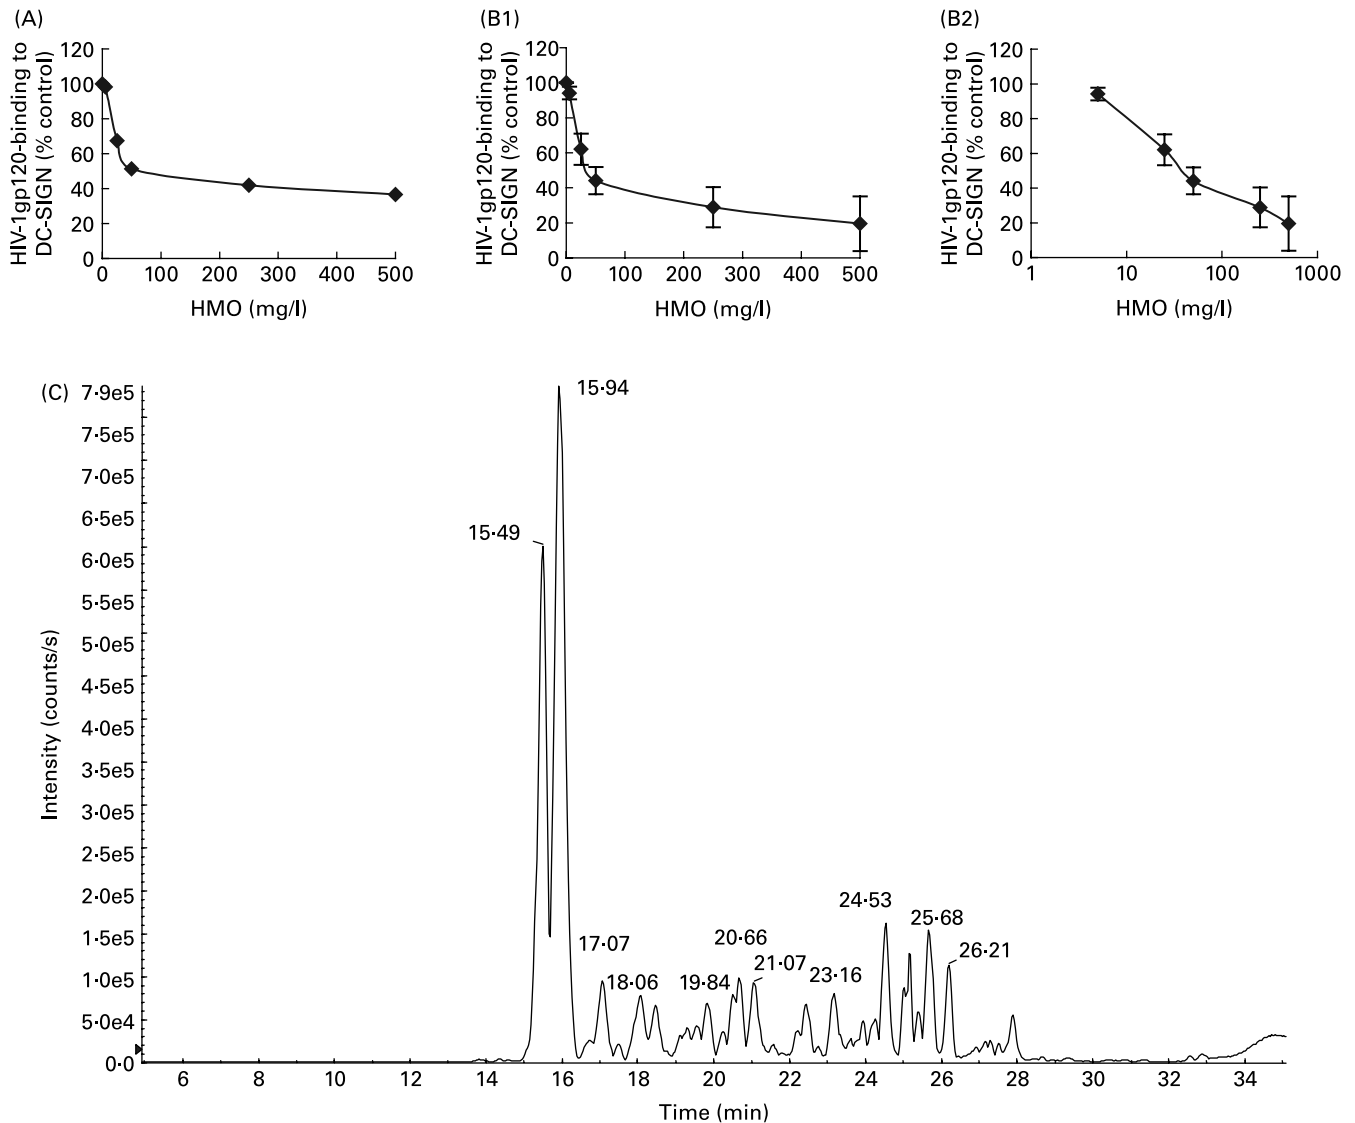 (A)
HIV-1gp120-binding to
DC-SIGN (% control)
120
100
80
60
40
20
0
0 100 200 300 400 500
HMO (mg/l)
(B1)
HIV-1gp120-binding to
DC-SIGN (% control)
120
100
80
60
40
20
0
0 100 200 300 400 500
HMO (mg/l)
(B2)
HIV-1gp120-binding to
DC-SIGN (% control)
120
100
80
60
40
20
0
1 10 100 1000
HMO (mg/l)
(C)
Intensity (counts/s)
7·9e5
7·5e5
7·0e5
6·5e5
6·0e5
5·5e5
5·0e5
4·5e5
4·0e5
3·5e5
3·0e5
2·5e5
2·0e5
1·5e5
1·0e5
5·0e4
0·0
15·94
15·49
17·07
18·06
19·84
20·66
21·07
23·16
24·53
25·68
26·21
6 8 10 12 14 16 18 20 22 24 26 28 30 32 34
Time (min)